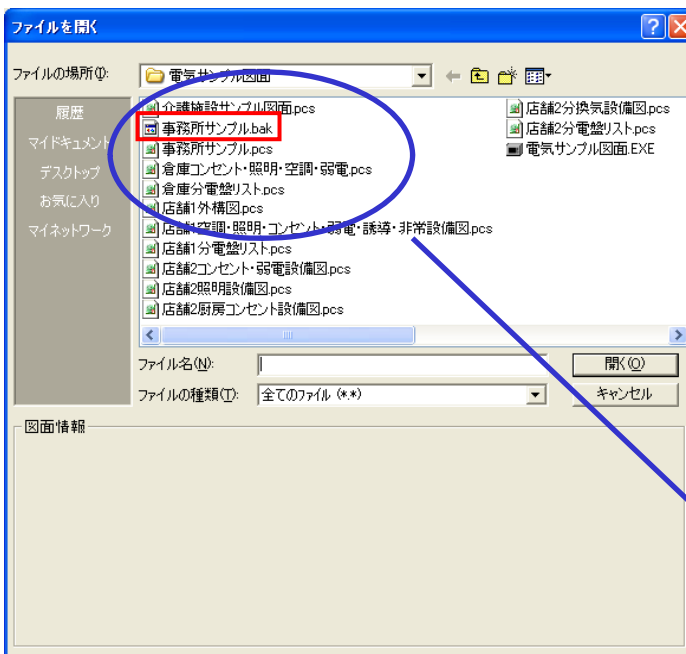 ファイルを開く
ファイルの場所(I):
電気サンプル図面
履歴
マイドキュメント
デスクトップ
お気に入り
マイネットワーク
介護施設サンプル図面.pcs
事務所サンプル.bak
事務所サンプル.pcs
倉庫コンセント・照明・空調・弱電.pcs
倉庫分電盤リスト.pcs
店舗1外構図.pcs
店舗1空調・照明・コンセント・弱電・誘導・非常設備図.pcs
店舗1分電盤リスト.pcs
店舗2コンセント・弱電設備図.pcs
店舗2照明設備図.pcs
店舗2厨房コンセント設備図.pcs
店舗2分換気設備図.pcs
店舗2分電盤リスト.pcs
電気サンプル図面.EXE
ファイル名(N):
開く(O)
ファイルの種類(T):
全てのファイル (*.*)
キャンセル
図面情報